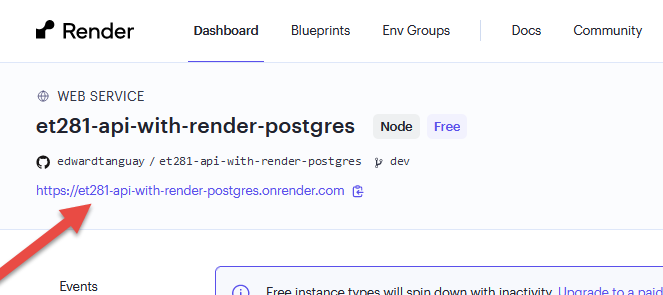 Render Dashboard Blueprints Env Groups Docs Community
WEB SERVICE
et281-api-with-render-postgres Node Free
edwardtanguay / et281-api-with-render-postgres dev
https://et281-api-with-render-postgres.onrender.com
Events
Free instance types will spin down with inactivity. Upgrade to a paid